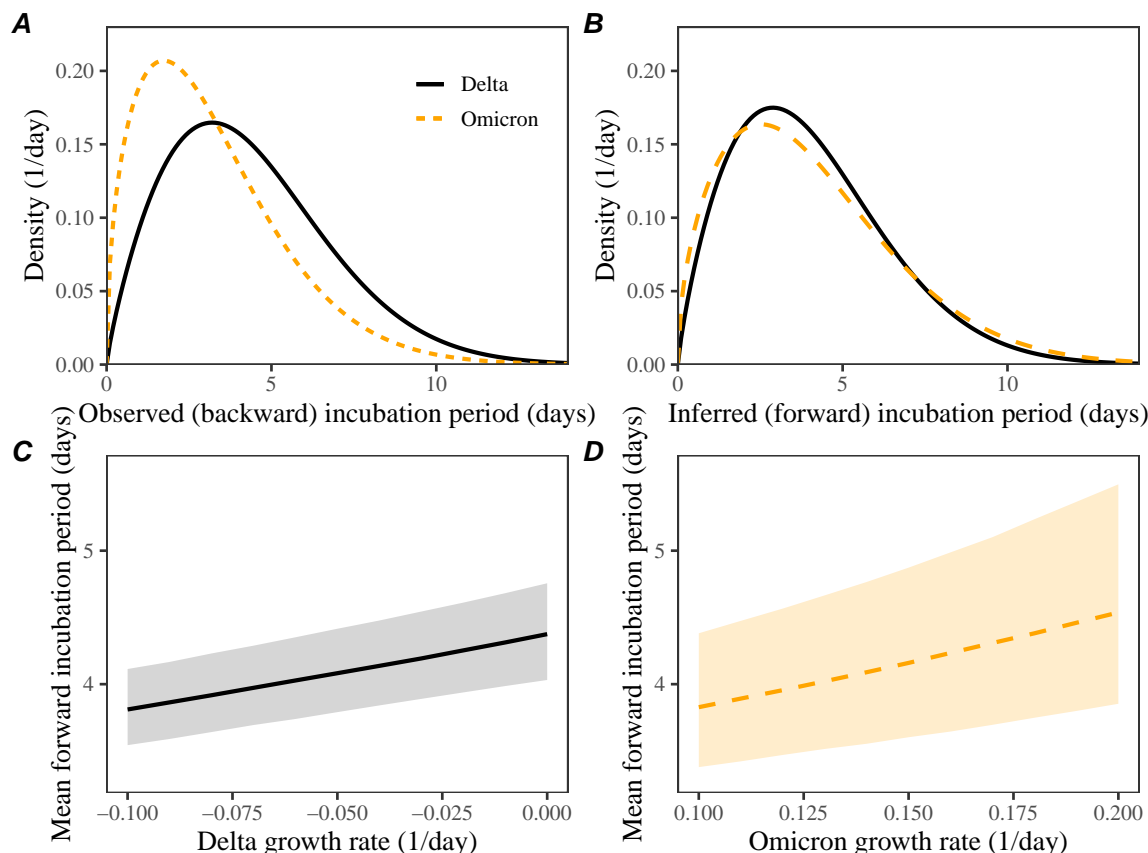 A
Density (1/day)
0.20
0.15
0.10
0.05
0.00
0
5
10
Observed (backward) incubation period (days)
Delta
Omicron
B
Density (1/day)
0.20
0.15
0.10
0.05
0.00
0
5
10
Inferred (forward) incubation period (days)
C
Mean forward incubation period (days)
5
4
−0.100
−0.075
−0.050
−0.025
0.000
Delta growth rate (1/day)
D
Mean forward incubation period (days)
5
4
0.100
0.125
0.150
0.175
0.200
Omicron growth rate (1/day)